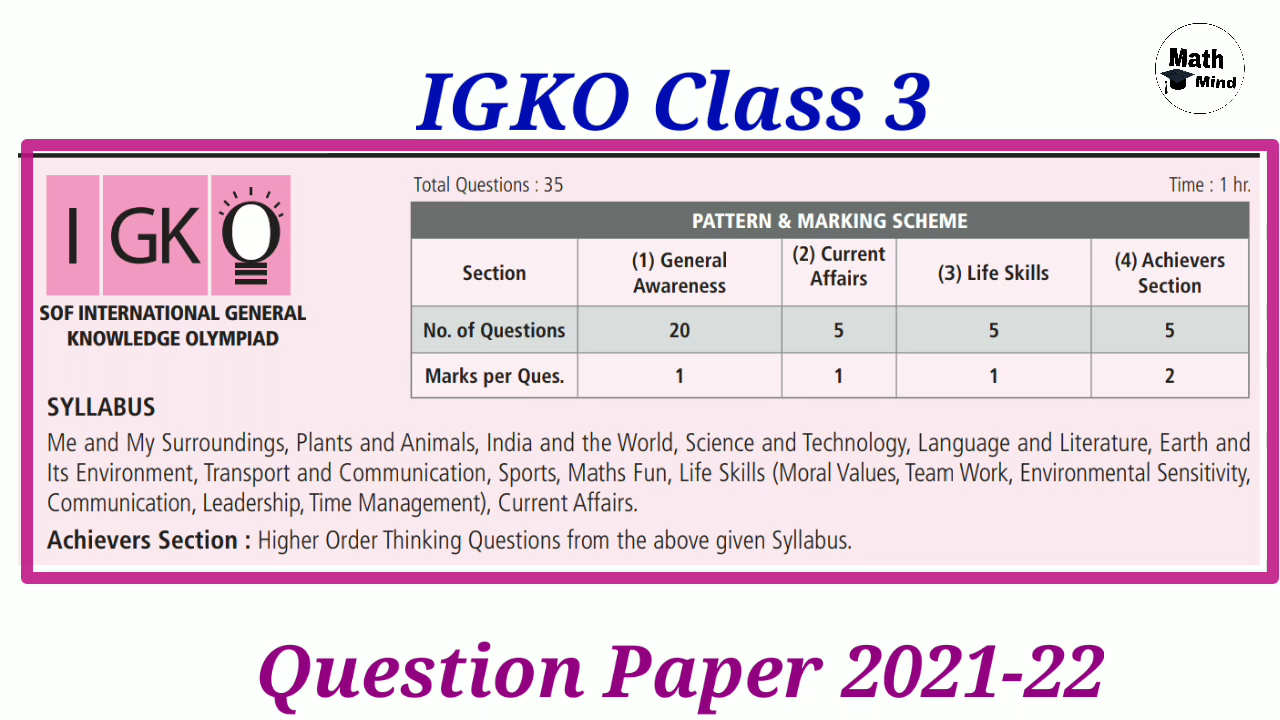 Math
Mind
IGKO Class 3
I GK
SOF INTERNATIONAL GENERAL
KNOWLEDGE OLYMPIAD
Total Questions : 35
Time : 1 hr.
PATTERN & MARKING SCHEME
Section (1) General Awareness (2) Current Affairs (3) Life Skills (4) Achievers Section
No. of Questions 20 5 5 5
Marks per Ques. 1 1 1 2
SYLLABUS
Me and My Surroundings, Plants and Animals, India and the World, Science and Technology, Language and Literature, Earth and
Its Environment, Transport and Communication, Sports, Maths Fun, Life Skills (Moral Values, Team Work, Environmental Sensitivity,
Communication, Leadership, Time Management), Current Affairs.
Achievers Section : Higher Order Thinking Questions from the above given Syllabus.
Question Paper 2021-22